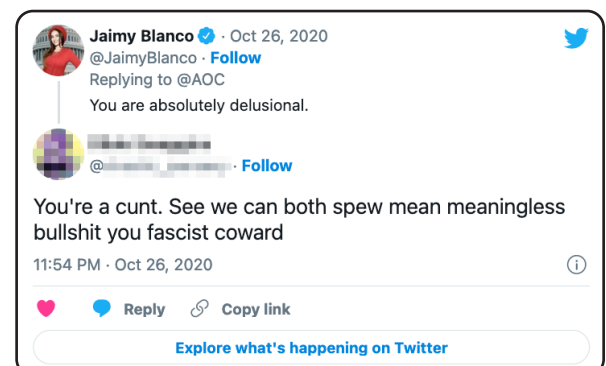 Jaimy Blanco · Oct 26, 2020
@JaimyBlanco · Follow
Replying to @AOC
You are absolutely delusional.
@ · Follow
You're a cunt. See we can both spew mean meaningless
bullshit you fascist coward
11:54 PM · Oct 26, 2020
Reply Copy link
Explore what's happening on Twitter